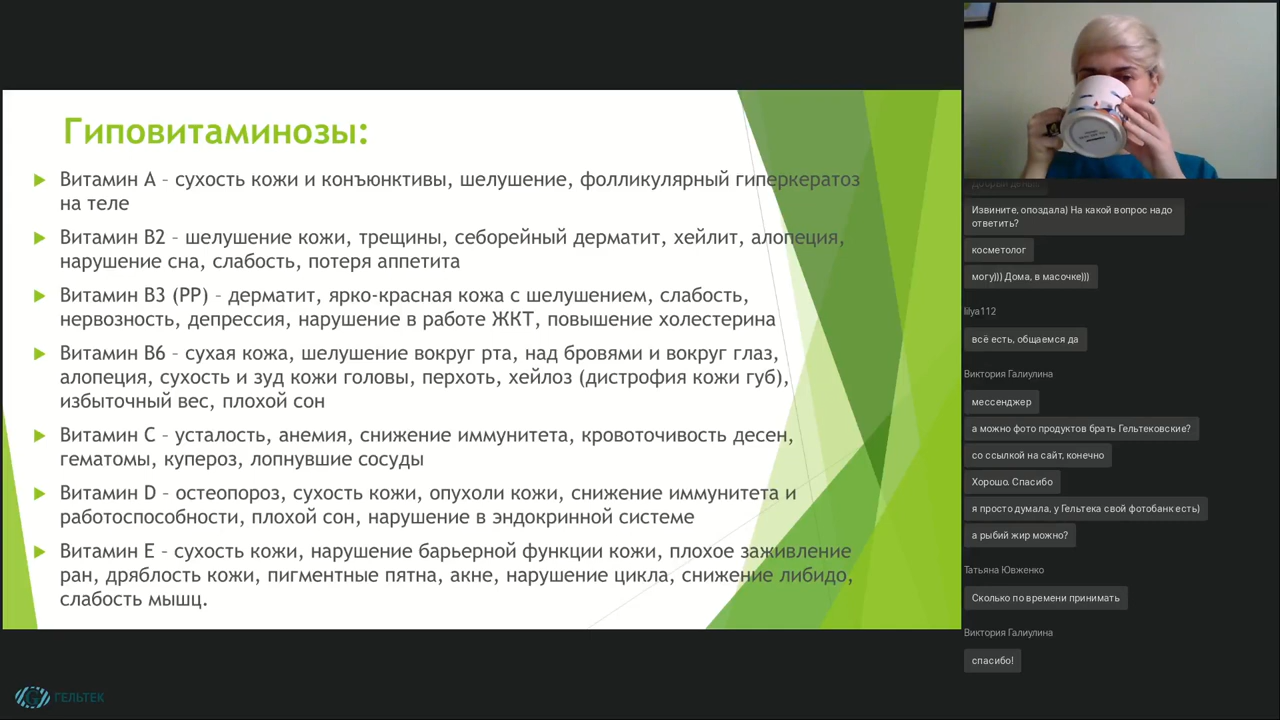 Гиповитаминозы:
Витамин А – сухость кожи и конъюнктивы, шелушение, фолликулярный гиперкератоз
на теле
Витамин В2 – шелушение кожи, трещины, себорейный дерматит, хейлит, алопеция,
нарушение сна, слабость, потеря аппетита
Витамин В3 (РР) – дерматит, ярко-красная кожа с шелушением, слабость,
нервозность, депрессия, нарушение в работе ЖКТ, повышение холестерина
Витамин В6 – сухая кожа, шелушение вокруг рта, над бровями и вокруг глаз,
алопеция, сухость и зуд кожи головы, перхоть, хейлоз (дистрофия кожи губ),
избыточный вес, плохой сон
Витамин С – усталость, анемия, снижение иммунитета, кровоточивость десен,
гематомы, купероз, лопнувшие сосуды
Витамин D – остеопороз, сухость кожи, опухоли кожи, снижение иммунитета и
работоспособности, плохой сон, нарушение в эндокринной системе
Витамин Е – сухость кожи, нарушение барьерной функции кожи, плохое заживление
ран, дряблость кожи, пигментные пятна, акне, нарушение цикла, снижение либидо,
слабость мышц.
Извините, опоздала) На какой вопрос надо
ответить?
косметолог
могу))) Дома, в масочке)))
lilya112
всё есть, общаемся да
Виктория Галиулина
мессенджер
а можно фото продуктов брать Гельтековские?
со ссылкой на сайт, конечно
Хорошо. Спасибо
я просто думала, у Гельтека свой фотобанк есть)
а рыбий жир можно?
Татьяна Ювженко
Сколько по времени принимать
Виктория Галиулина
спасибо!
ГЕЛЬТЕК